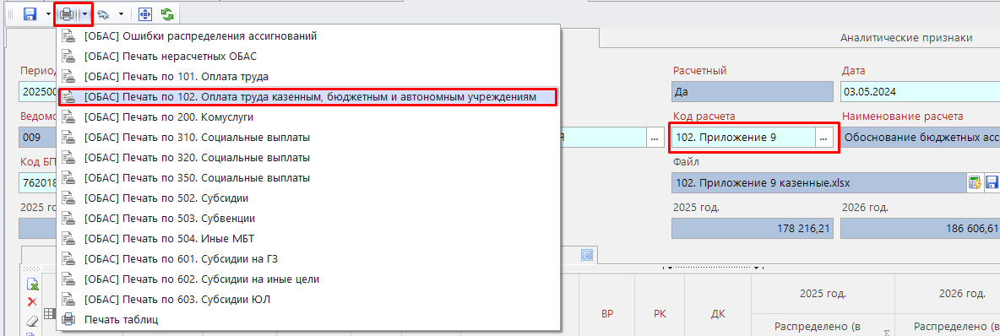 [ОБАС] Ошибки распределения ассигнований
[ОБАС] Печать нерасчетных ОБАС
[ОБАС] Печать по 101. Оплата труда
[ОБАС] Печать по 102. Оплата труда казенным, бюджетным и автономным учреждениям
[ОБАС] Печать по 200. Комуслуги
[ОБАС] Печать по 310. Социальные выплаты
[ОБАС] Печать по 320. Социальные выплаты
[ОБАС] Печать по 350. Социальные выплаты
[ОБАС] Печать по 502. Субсидии
[ОБАС] Печать по 503. Субвенции
[ОБАС] Печать по 504. Иные МБТ
[ОБАС] Печать по 601. Субсидии на ГЗ
[ОБАС] Печать по 602. Субсидии на иные цели
[ОБАС] Печать по 603. Субсидии ЮЛ
Печать таблиц
Период
202500
Ведомо
009
Код БП
762018
2025 го
Аналитические признаки
Расчетный Дата
Да 03.05.2024
Код расчета Наименование расчета
102. Приложение 9 ... Обоснование бюджетных асс
Файл
102. Приложение 9 казенные.xlsx
2025 год. 2026 год.
178 216,21 186 606,61
2025 год. 2026 год.
ВР РК ДК
Распределено (в Σ Распределено (в